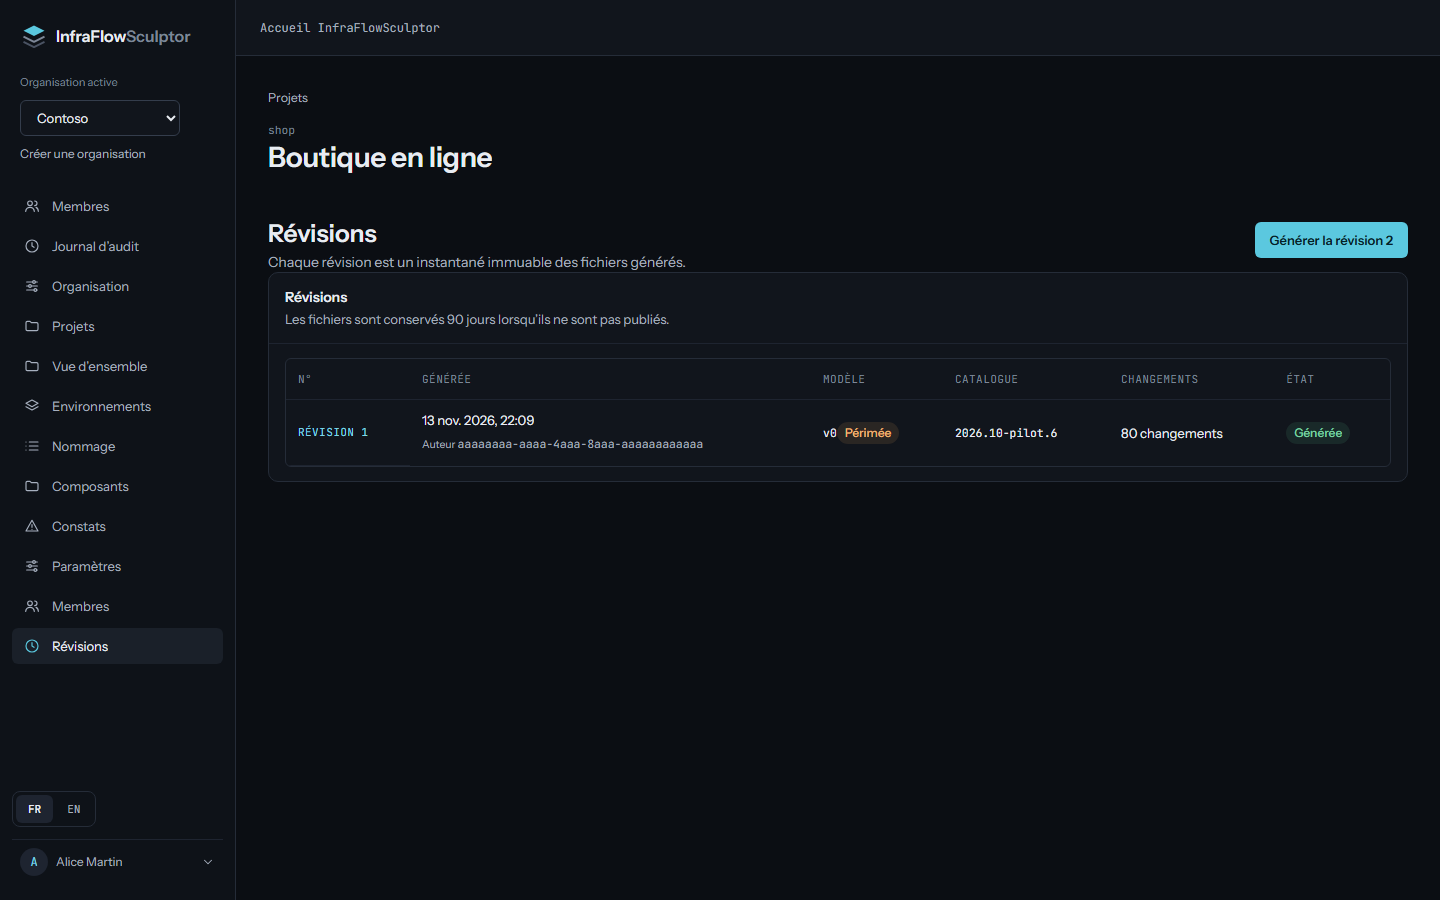 InfraFlowSculptor
Organisation active
Contoso
Créer une organisation
Membres
Journal d'audit
Organisation
Projets
Vue d'ensemble
Environnements
Nommage
Composants
Constats
Paramètres
Membres
Révisions
FR EN
A Alice Martin
Accueil InfraFlowSculptor
Projets
shop
Boutique en ligne
Révisions
Chaque révision est un instantané immuable des fichiers générés.
Générer la révision 2
Révisions
Les fichiers sont conservés 90 jours lorsqu'ils ne sont pas publiés.
N° GÉNÉRÉE MODÈLE CATALOGUE CHANGEMENTS ÉTAT
RÉVISION 1 13 nov. 2026, 22:09 v0 Périmée 2026.10-pilot.6 80 changements Générée
Auteur aaaaaaaa-aaaa-4aaa-8aaa-aaaaaaaaaaaa